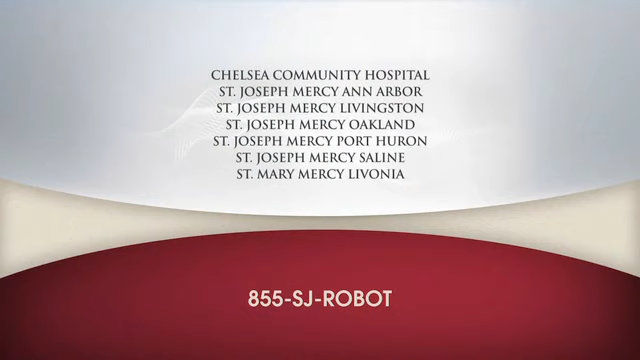 CHELSEA COMMUNITY HOSPITAL
ST. JOSEPH MERCY ANN ARBOR
ST. JOSEPH MERCY LIVINGSTON
ST. JOSEPH MERCY OAKLAND
ST. JOSEPH MERCY PORT HURON
ST. JOSEPH MERCY SALINE
ST. MARY MERCY LIVONIA
855-SJ-ROBOT